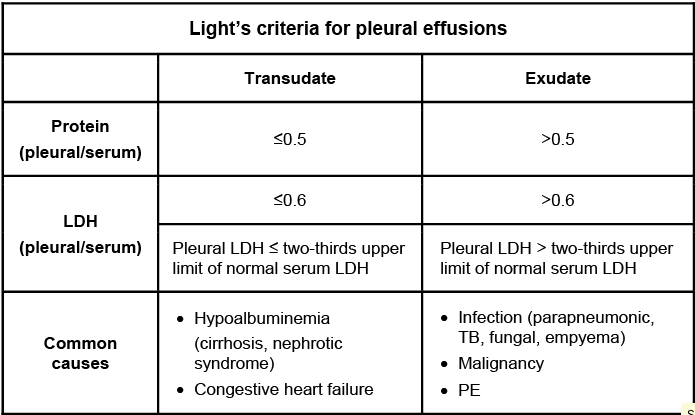 Light's criteria for pleural effusions
Transudate
Exudate
Protein
(pleural/serum)
≤0.5
>0.5
LDH
(pleural/serum)
≤0.6
>0.6
Pleural LDH ≤ two-thirds upper
limit of normal serum LDH
Pleural LDH > two-thirds upper
limit of normal serum LDH
Common
causes
• Hypoalbuminemia
(cirrhosis, nephrotic
syndrome)
• Congestive heart failure
• Infection (parapneumonic,
TB, fungal, empyema)
• Malignancy
• PE